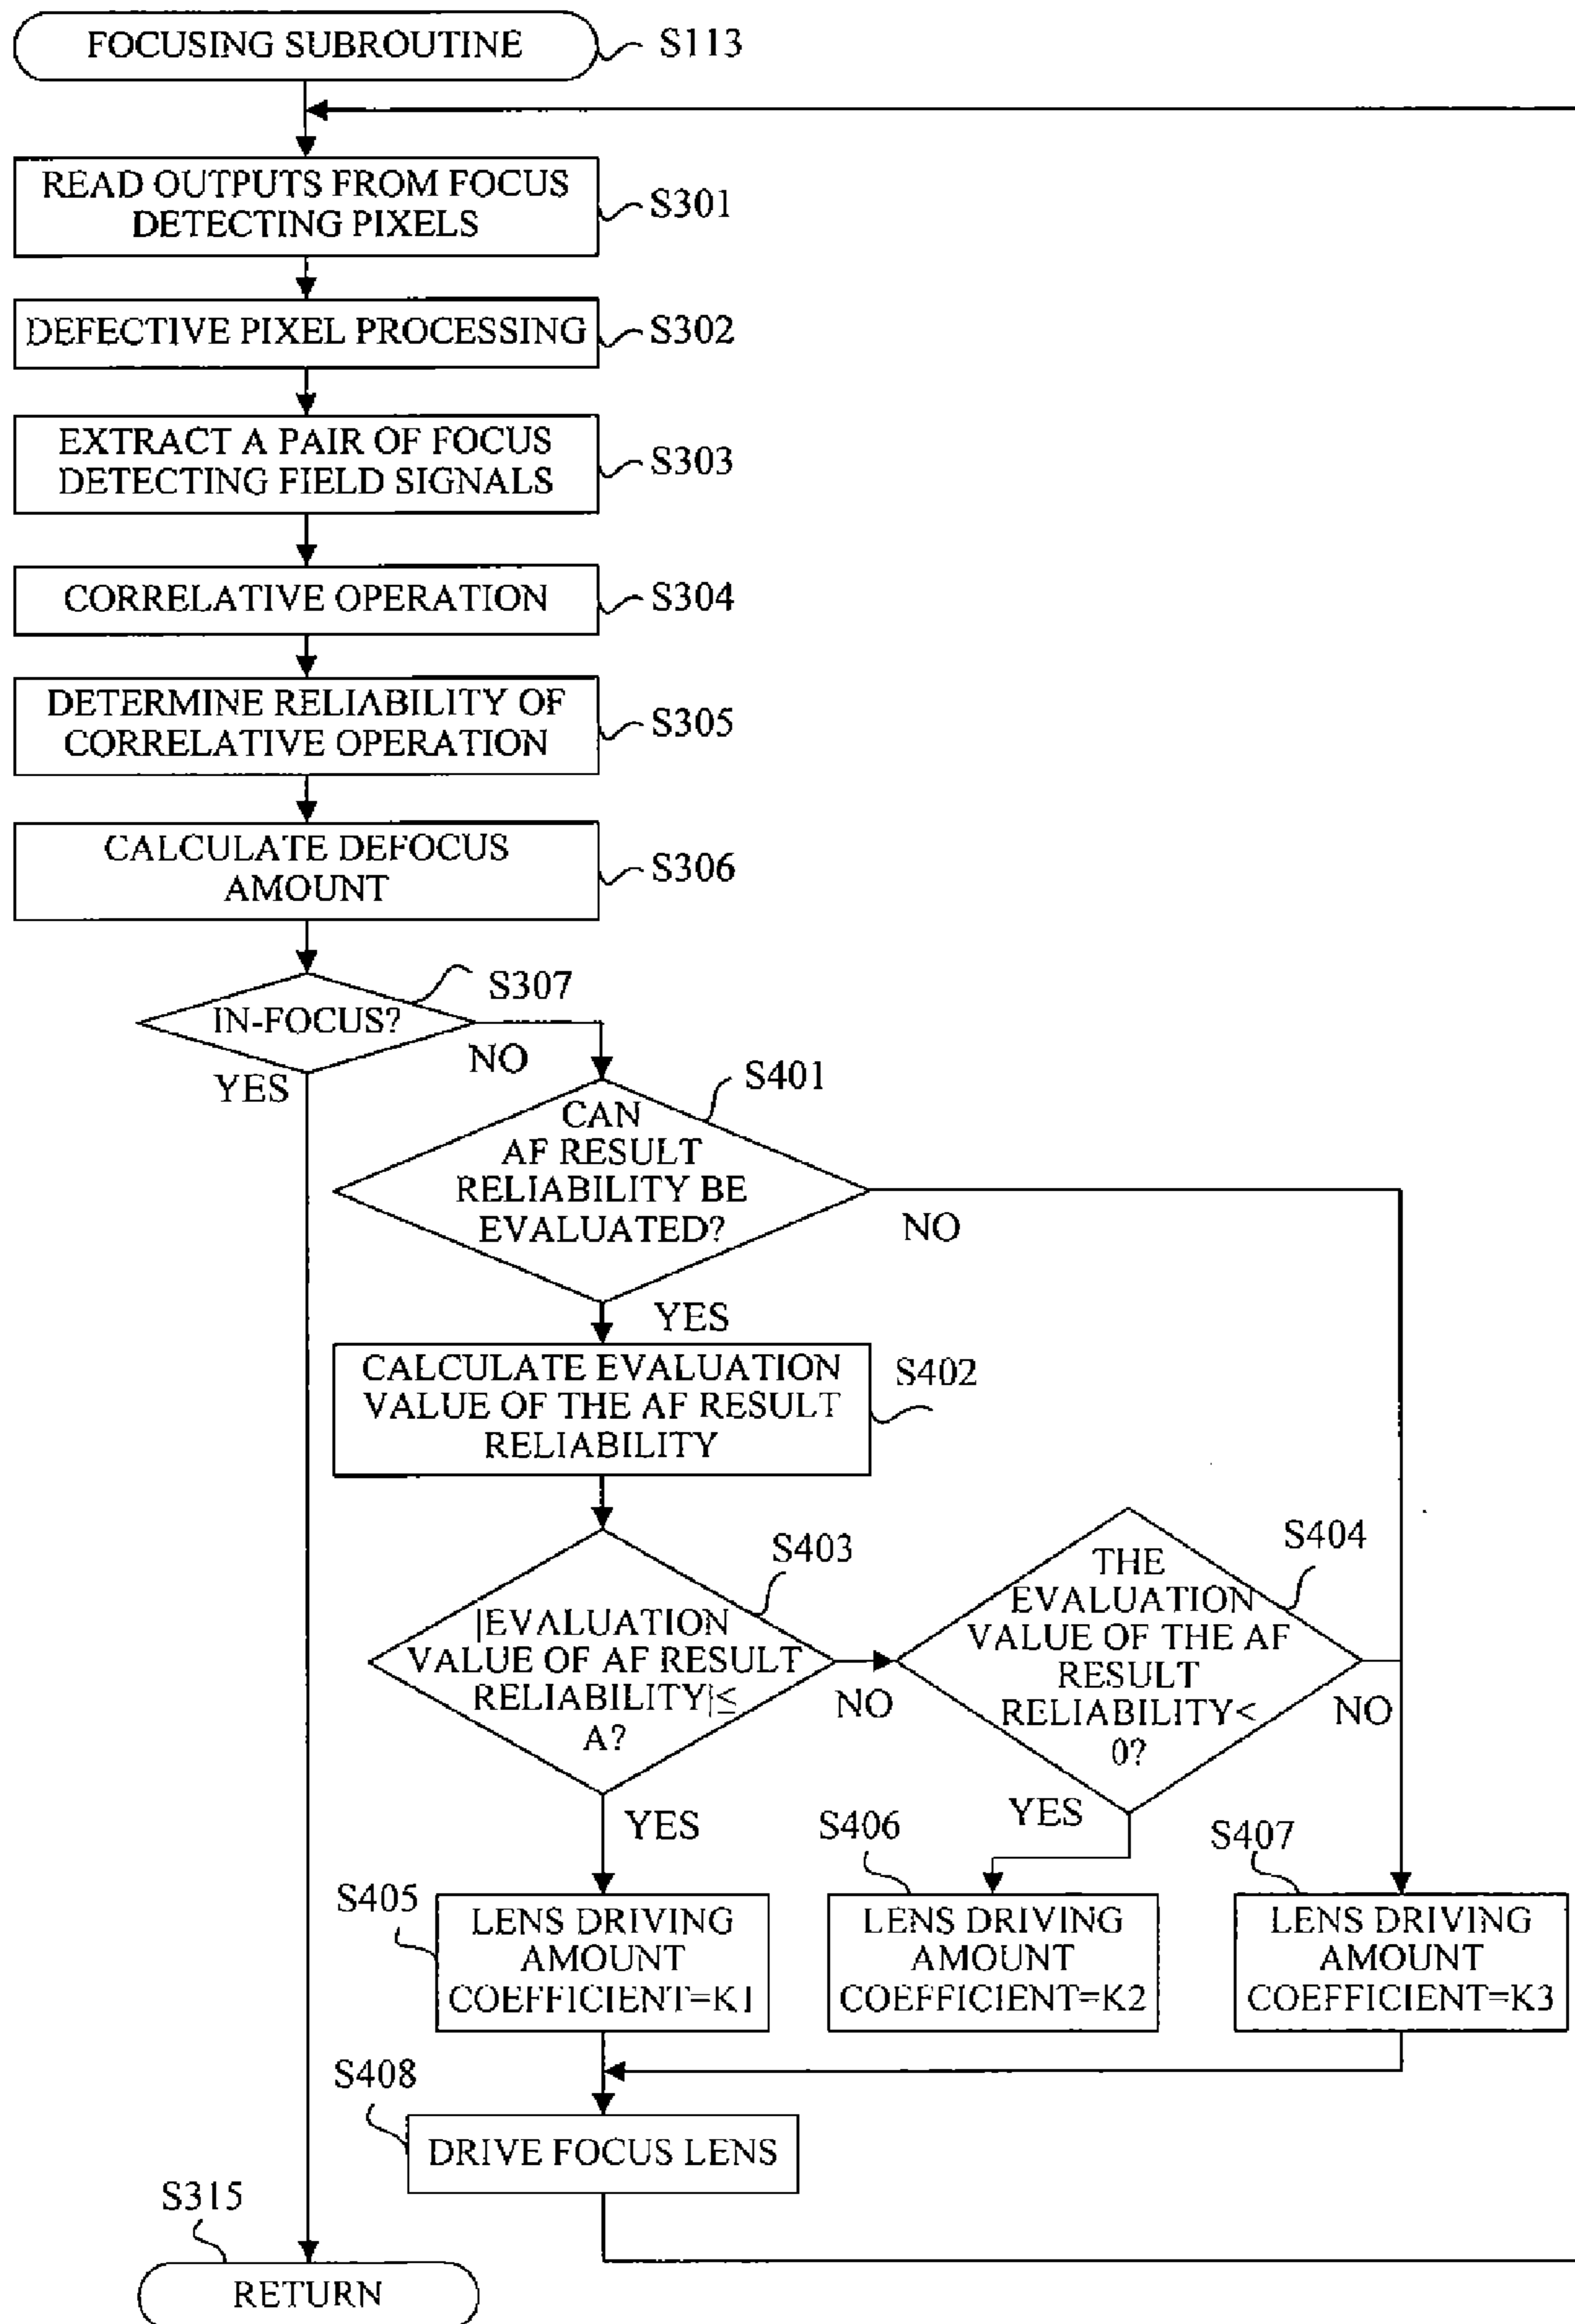 FOCUSING SUBROUTINE
S113
READ OUTPUTS FROM FOCUS
DETECTING PIXELS
S301
DEFECTIVE PIXEL PROCESSING
S302
EXTRACT A PAIR OF FOCUS
DETECTING FIELD SIGNALS
S303
CORRELATIVE OPERATION
S304
DETERMINE RELIABILITY OF
CORRELATIVE OPERATION
S305
CALCULATE DEFOCUS
AMOUNT
S306
S307
IN-FOCUS?
NO
YES
S401
CAN
AF RESULT
RELIABILITY BE
EVALUATED?
NO
YES
CALCULATE EVALUATION
VALUE OF THE AF RESULT
RELIABILITY
S402
S403
|EVALUATION
VALUE OF AF RESULT
RELIABILITY|≤
A?
NO
YES
S404
THE
EVALUATION
VALUE OF THE AF
RESULT
RELIABILITY<
0?
NO
YES
S405
LENS DRIVING
AMOUNT
COEFFICIENT=K1
S406
LENS DRIVING
AMOUNT
COEFFICIENT=K2
S407
LENS DRIVING
AMOUNT
COEFFICIENT=K3
S408
DRIVE FOCUS LENS
S315
RETURN